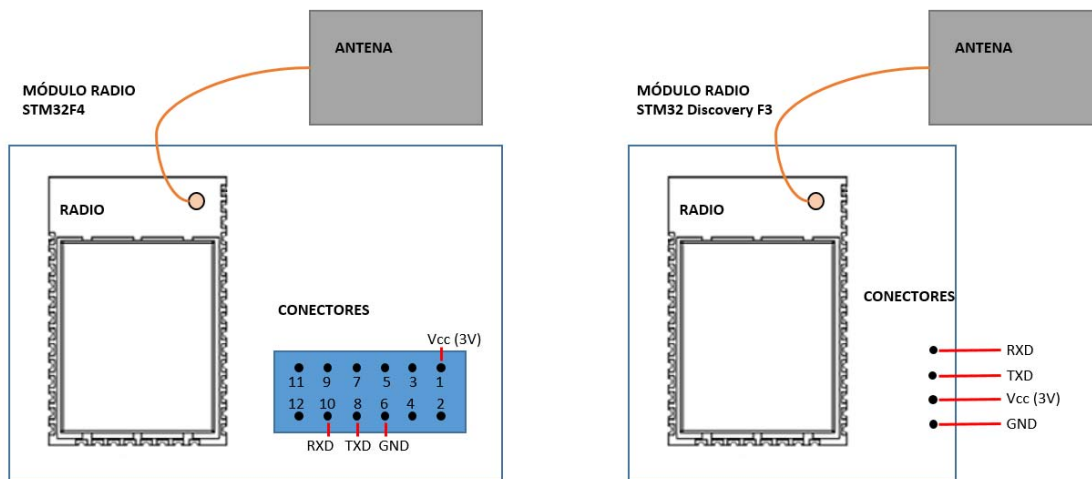 ANTENA
MÓDULO RADIO
STM32F4
RADIO
CONECTORES
Vcc (3V)
11 9 7 5 3 1
12 10 8 6 4 2
RXD TXD GND
ANTENA
MÓDULO RADIO
STM32 Discovery F3
RADIO
CONECTORES
RXD
TXD
Vcc (3V)
GND